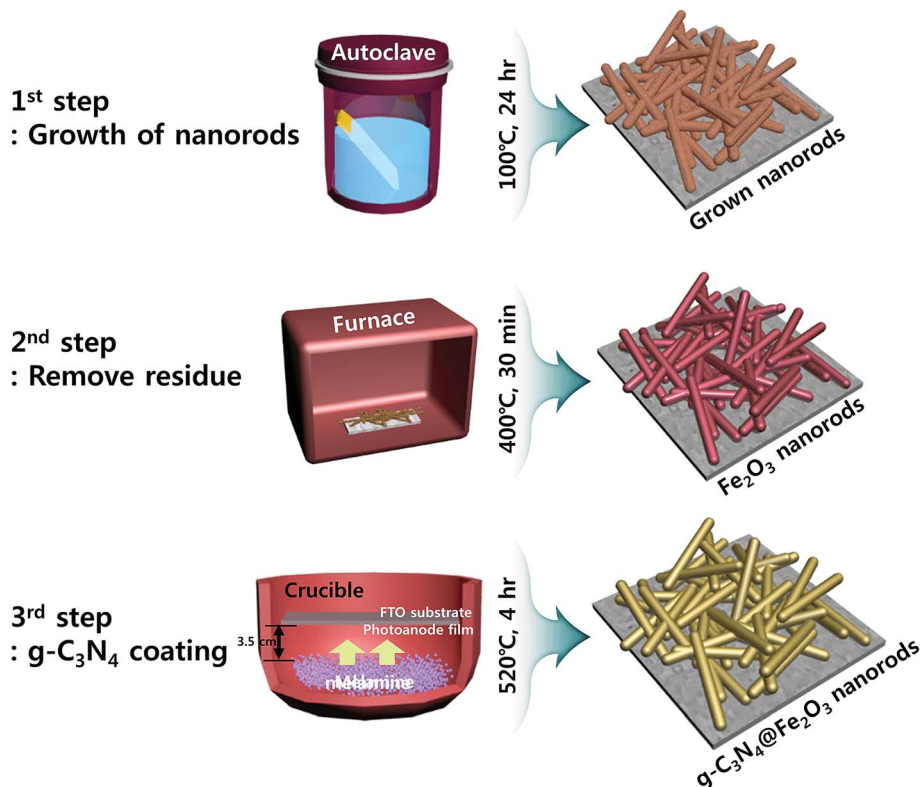 1st step
: Growth of nanorods
Autoclave
100℃, 24 hr
Grown nanorods
2nd step
: Remove residue
Furnace
400℃, 30 min
Fe₂O₃ nanorods
3rd step
: g-C₃N₄ coating
Crucible
FTO substrate
Photoanode film
3.5 cm
Melamine
520℃, 4 hr
g-C₃N₄@Fe₂O₃ nanorods